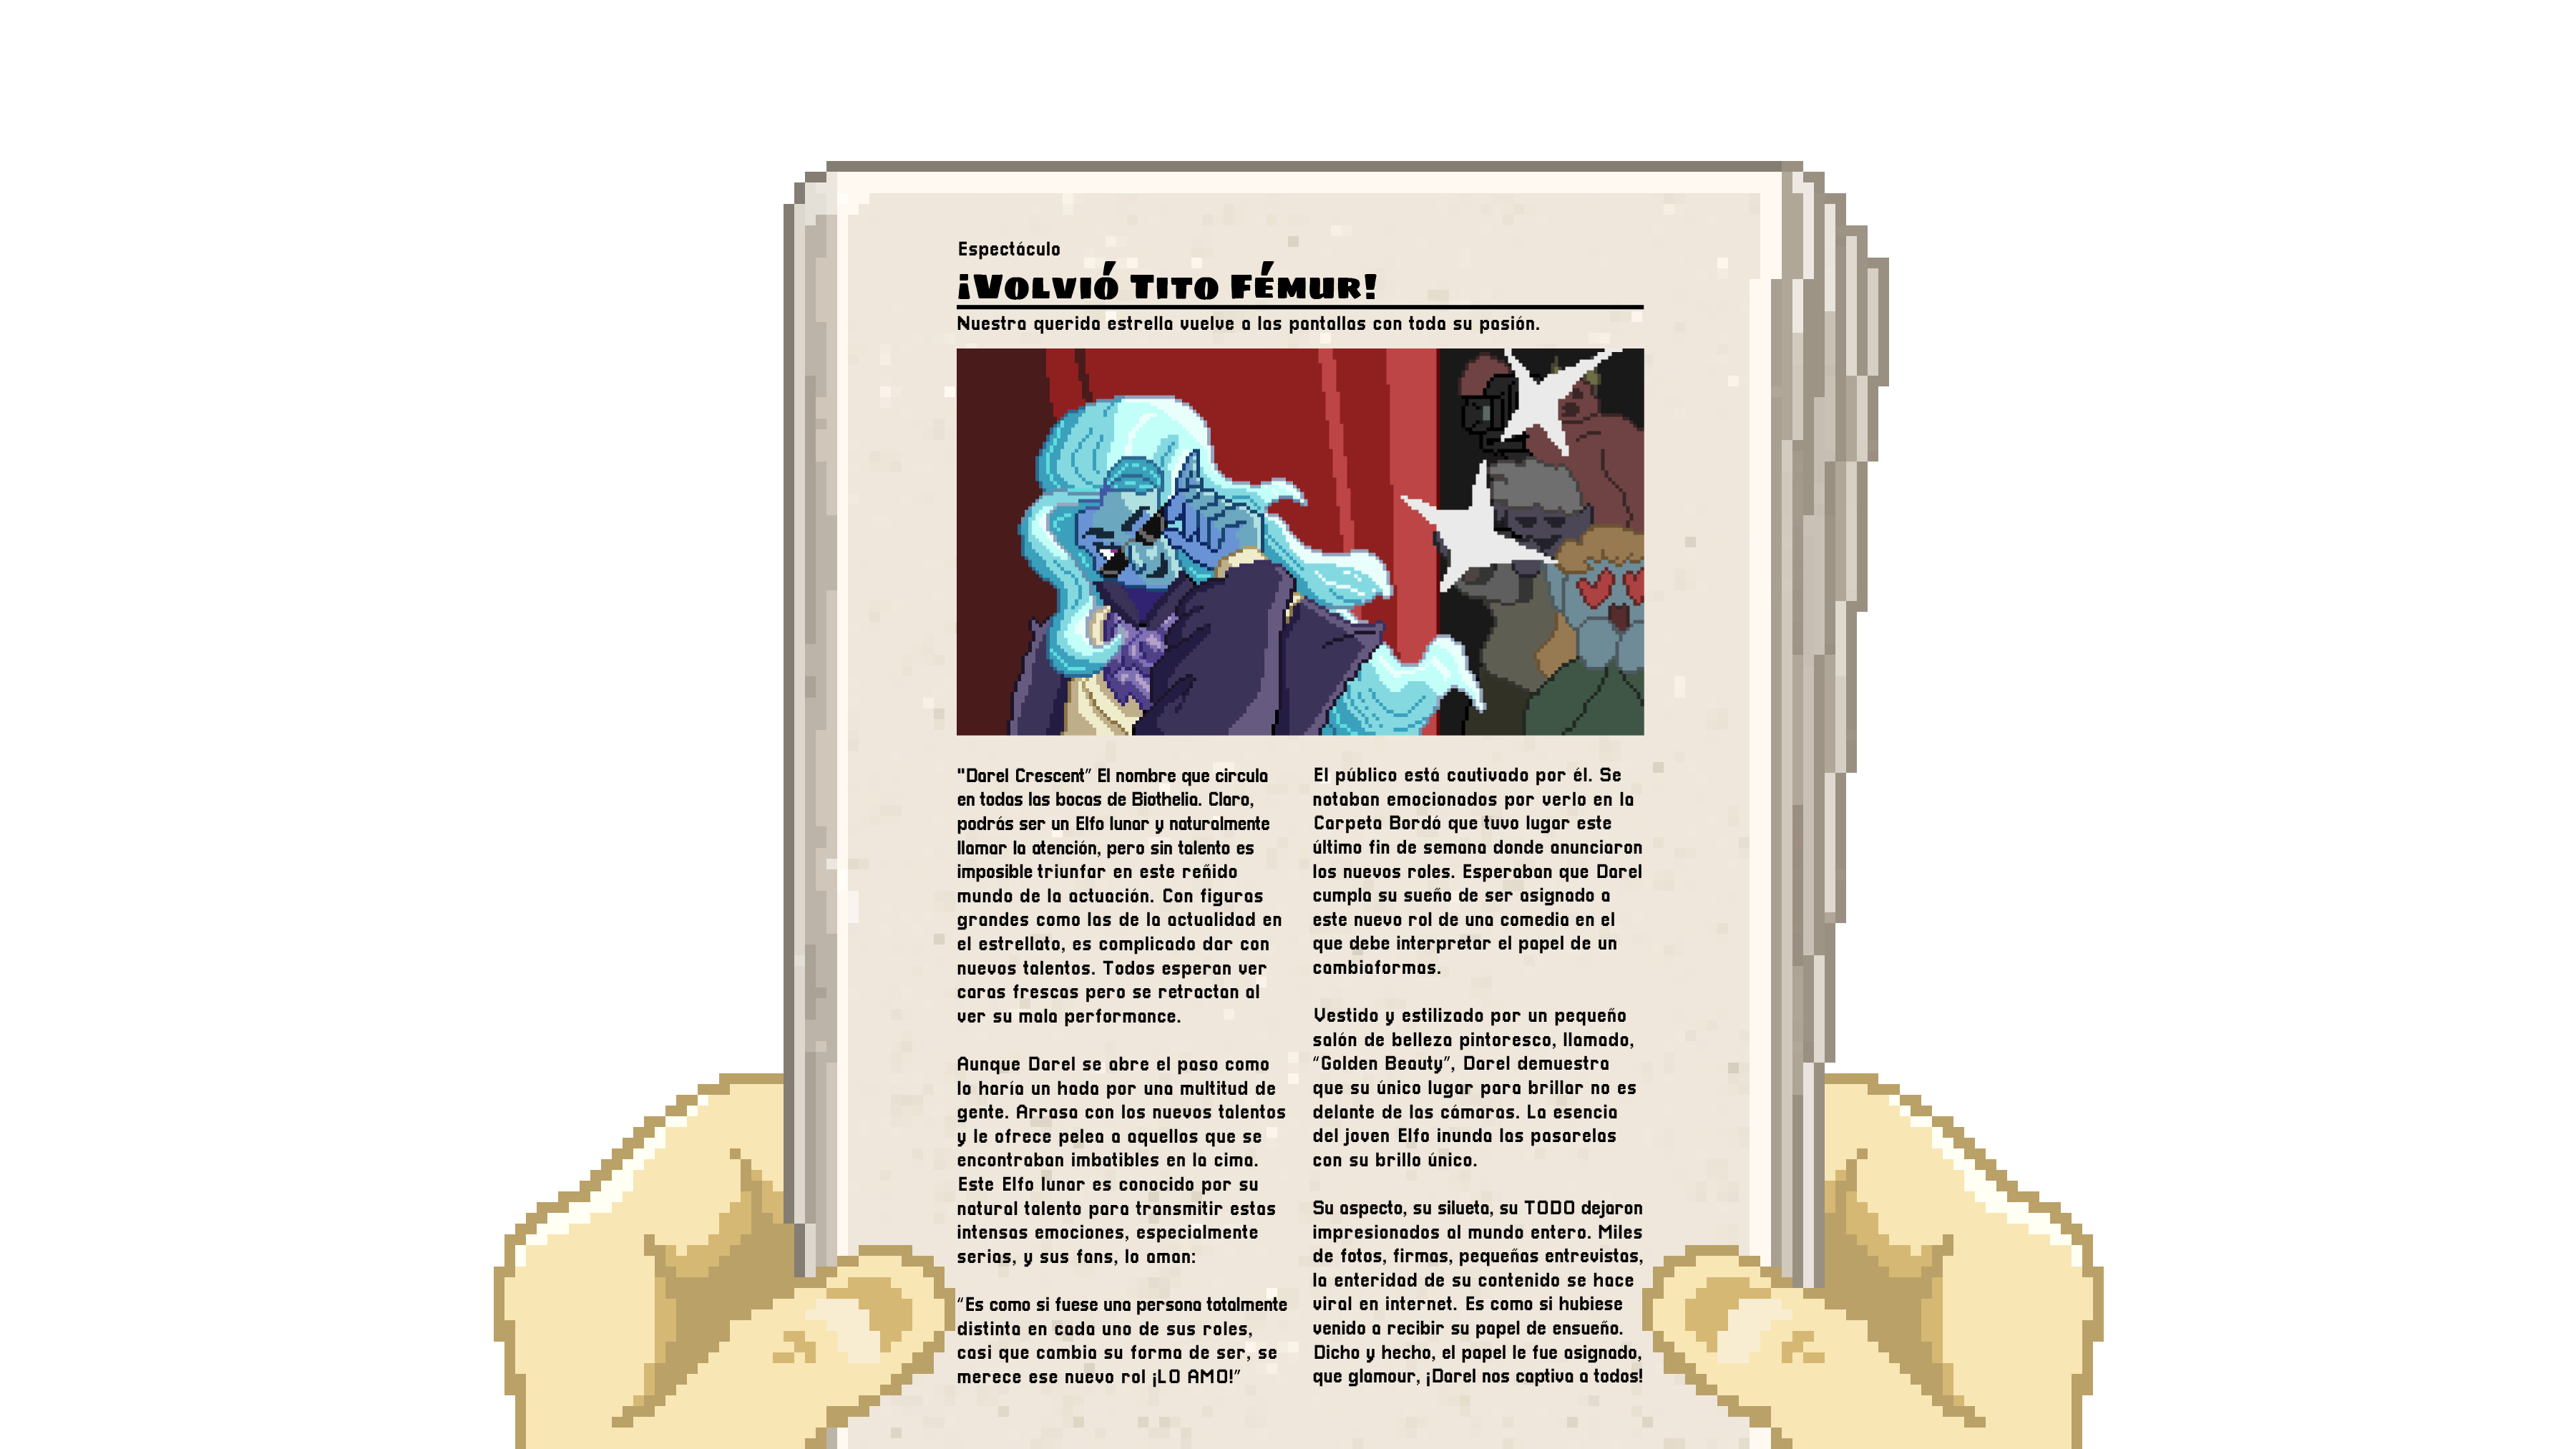 Espectáculo
¡Volvió Tito Fémur!
Nuestra querida estrella vuelve a las pantallas con toda su pasión.
"Darel Crescent" El nombre que circula
en todas las bocas de Biothelia. Claro,
podrás ser un Elfo lunar y naturalmente
llamar la atención, pero sin talento es
imposible triunfar en este reñido
mundo de la actuación. Con figuras
grandes como las de la actualidad en
el estrellato, es complicado dar con
nuevos talentos. Todos esperan ver
caras frescas pero se retractan al
ver su mala performance.
Aunque Darel se abre el paso como
lo haría un hada por una multitud de
gente. Arrasa con los nuevos talentos
y le ofrece pelea a aquellos que se
encontraban imbatibles en la cima.
Este Elfo lunar es conocido por su
natural talento para transmitir estas
intensas emociones, especialmente
serias, y sus fans, lo aman:
"Es como si fuese una persona totalmente
distinta en cada uno de sus roles,
casi que cambia su forma de ser, se
merece ese nuevo rol ¡LO AMO!"
El público está cautivado por él. Se
notaban emocionados por verlo en la
Carpeta Bordó que tuvo lugar este
último fin de semana donde anunciaron
los nuevos roles. Esperaban que Darel
cumpla su sueño de ser asignado a
este nuevo rol de una comedia en el
que debe interpretar el papel de un
cambiaformas.
Vestido y estilizado por un pequeño
salón de belleza pintoresco, llamado,
"Golden Beauty", Darel demuestra
que su único lugar para brillar no es
delante de las cámaras. La esencia
del joven Elfo inunda las pasarelas
con su brillo único.
Su aspecto, su silueta, su TODO dejaron
impresionados al mundo entero. Miles
de fotos, firmas, pequeñas entrevistas,
la enteridad de su contenido se hace
viral en internet. Es como si hubiese
venido a recibir su papel de ensueño.
Dicho y hecho, el papel le fue asignado,
que glamour, ¡Darel nos captiva a todos!